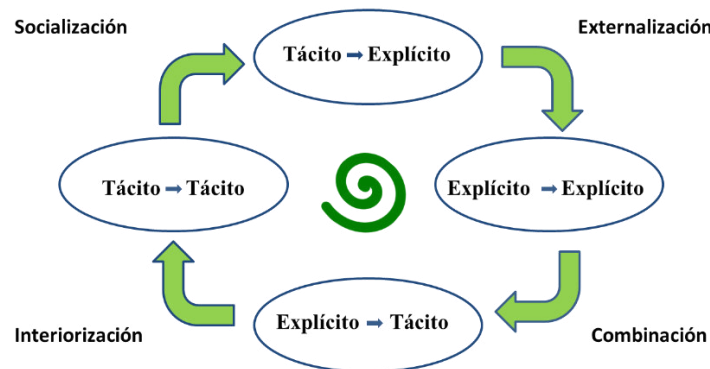 Socialización
Externalización
Tácito → Explícito
Tácito → Tácito
Explícito → Explícito
Explícito → Tácito
Interiorización
Combinación